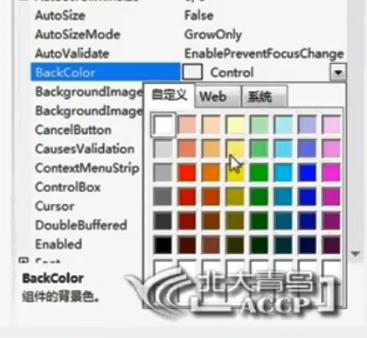 AutoSize False
AutoSizeMode GrowOnly
AutoValidate EnablePreventFocusChange
BackColor Control
BackgroundImage 自定义 Web 系统
BackgroundImage
CancelButton
CausesValidation
ContextMenuStrip
ControlBox
Cursor
DoubleBuffered
Enabled
BackColor
组件的背景色。
北大青鸟
ACCP